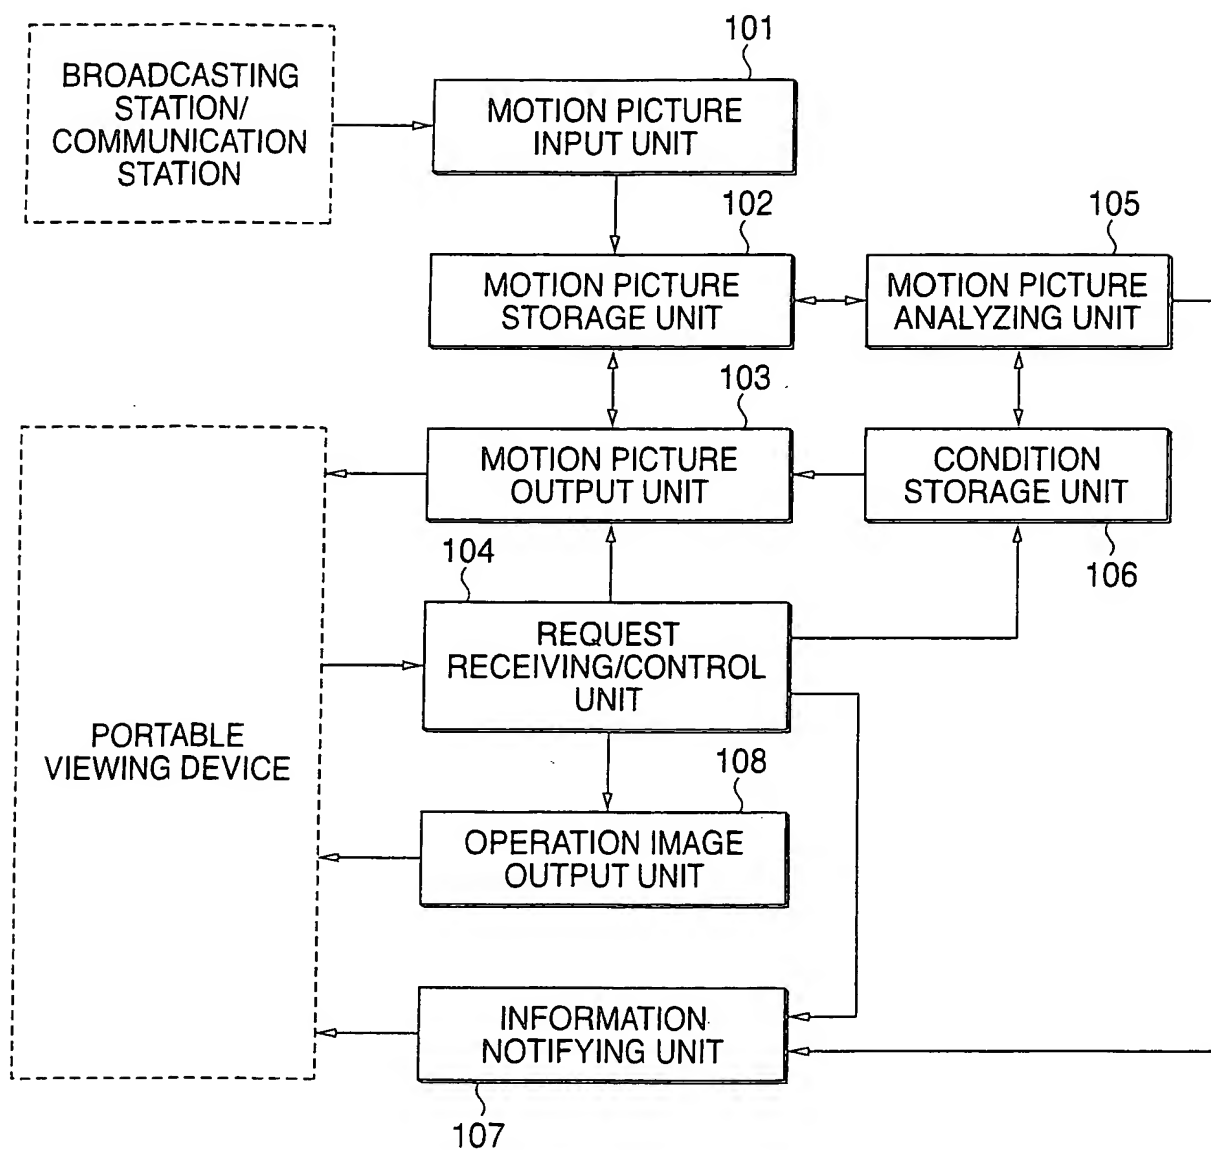 101
BROADCASTING
STATION/
COMMUNICATION
STATION
MOTION PICTURE
INPUT UNIT
102
105
MOTION PICTURE
STORAGE UNIT
MOTION PICTURE
ANALYZING UNIT
103
MOTION PICTURE
OUTPUT UNIT
CONDITION
STORAGE UNIT
104
106
REQUEST
RECEIVING/CONTROL
UNIT
PORTABLE
VIEWING DEVICE
108
OPERATION IMAGE
OUTPUT UNIT
INFORMATION
NOTIFYING UNIT
107